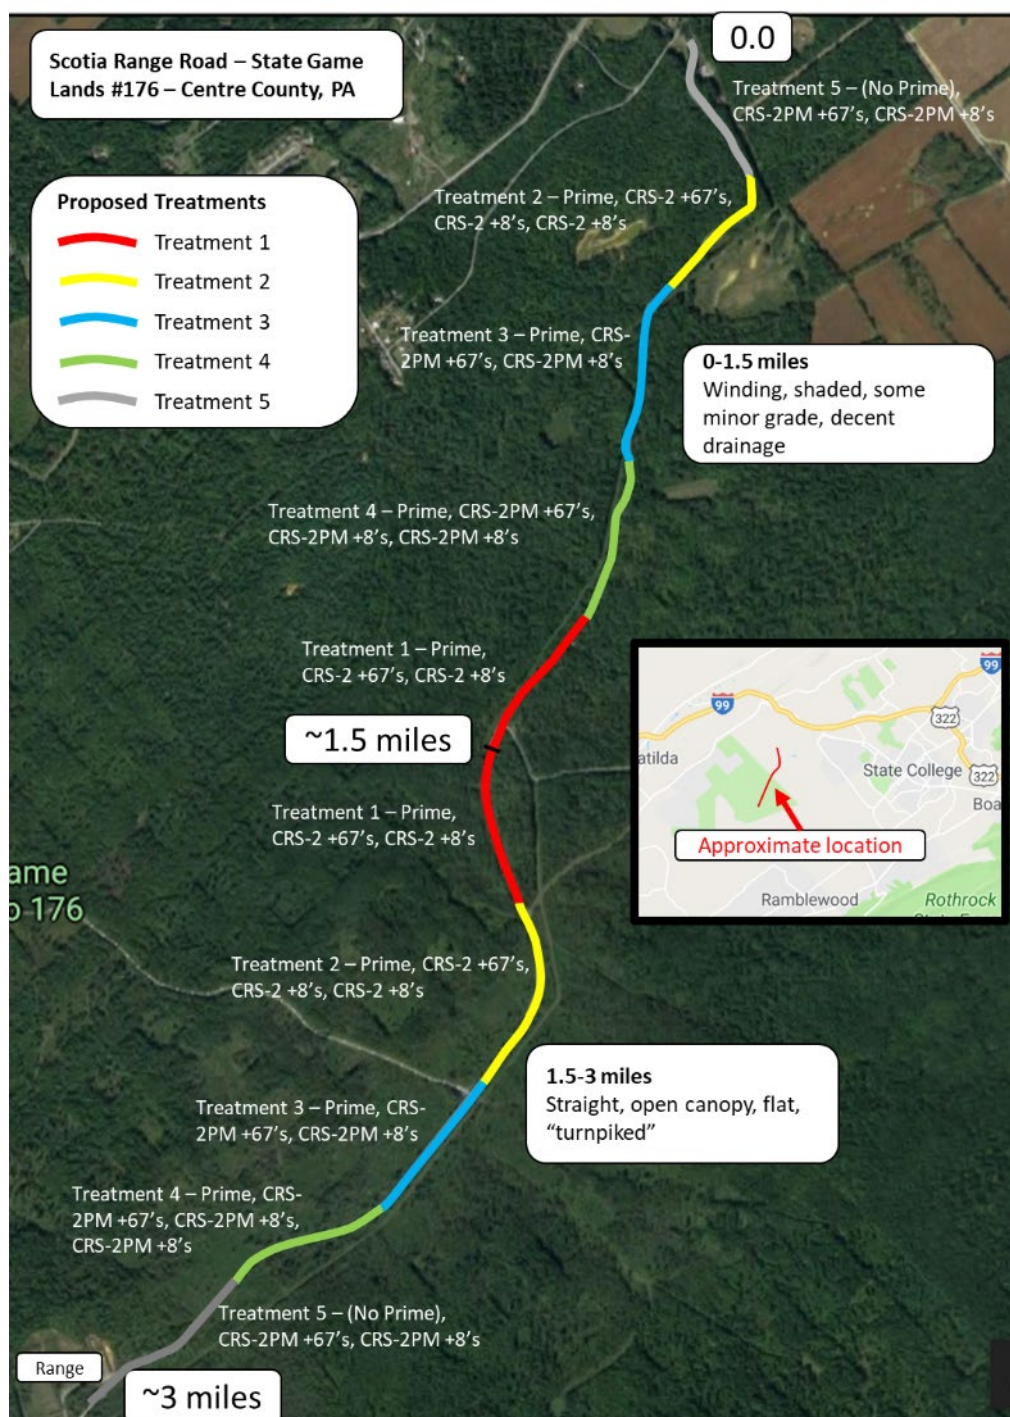 Scotia Range Road – State Game
Lands #176 – Centre County, PA
0.0
Treatment 5 – (No Prime),
CRS-2PM +67's, CRS-2PM +8's
Proposed Treatments
Treatment 1
Treatment 2
Treatment 3
Treatment 4
Treatment 5
Treatment 2 – Prime, CRS-2 +67's,
CRS-2 +8's, CRS-2 +8's
Treatment 3 – Prime, CRS-
2PM +67's, CRS-2PM +8's
0-1.5 miles
Winding, shaded, some
minor grade, decent
drainage
Treatment 4 – Prime, CRS-2PM +67's,
CRS-2PM +8's, CRS-2PM +8's
Treatment 1 – Prime,
CRS-2 +67's, CRS-2 +8's
~1.5 miles
99
99
322
atilda
State College
322
Boa
Approximate location
Ramblewood
Rothrock
Treatment 1 – Prime,
CRS-2 +67's, CRS-2 +8's
ame
o 176
Treatment 2 – Prime, CRS-2 +67's,
CRS-2 +8's, CRS-2 +8's
1.5-3 miles
Straight, open canopy, flat,
“turnpiked”
Treatment 3 – Prime, CRS-
2PM +67's, CRS-2PM +8's
Treatment 4 – Prime, CRS-
2PM +67's, CRS-2PM +8's,
CRS-2PM +8's
Treatment 5 – (No Prime),
CRS-2PM +67's, CRS-2PM +8's
Range
~3 miles